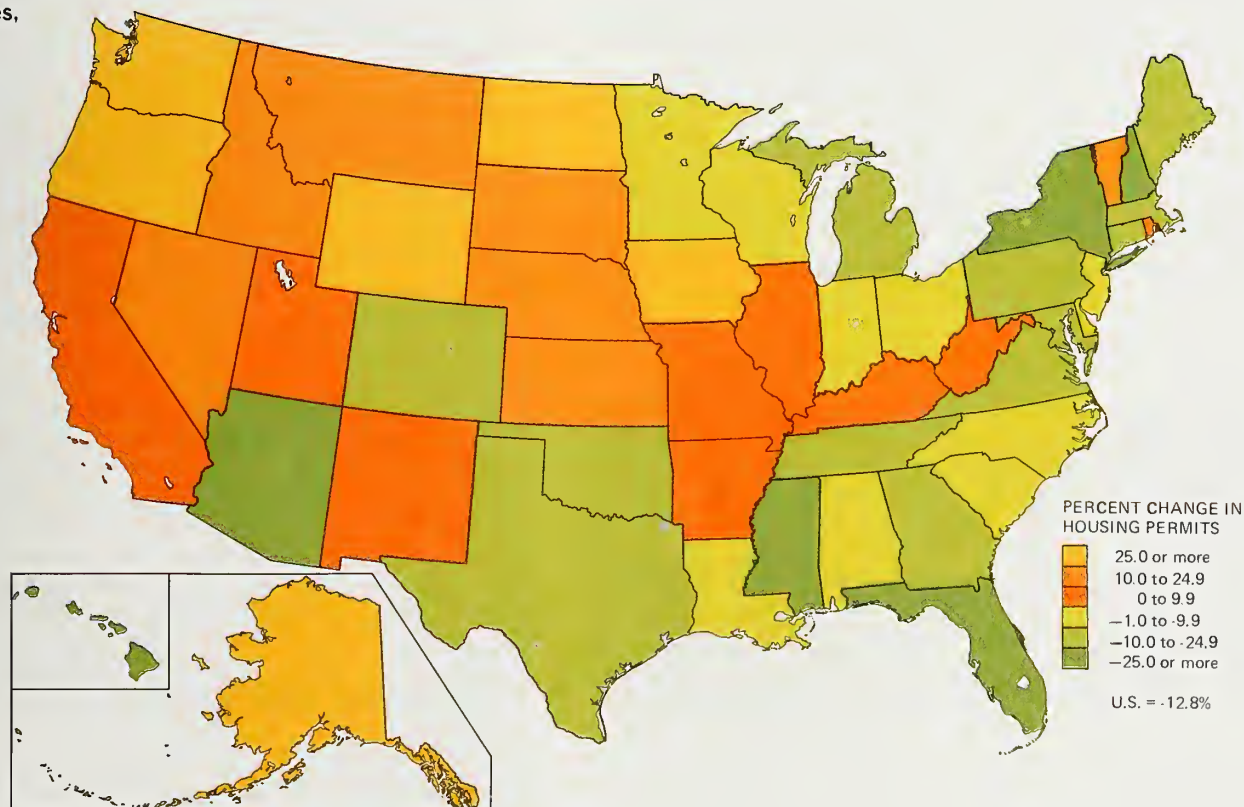 es,
PERCENT CHANGE IN
HOUSING PERMITS
25.0 or more
10.0 to 24.9
0 to 9.9
—1.0 to -9.9
—10.0 to -24.9
—25.0 or more
U.S. = -12.8%